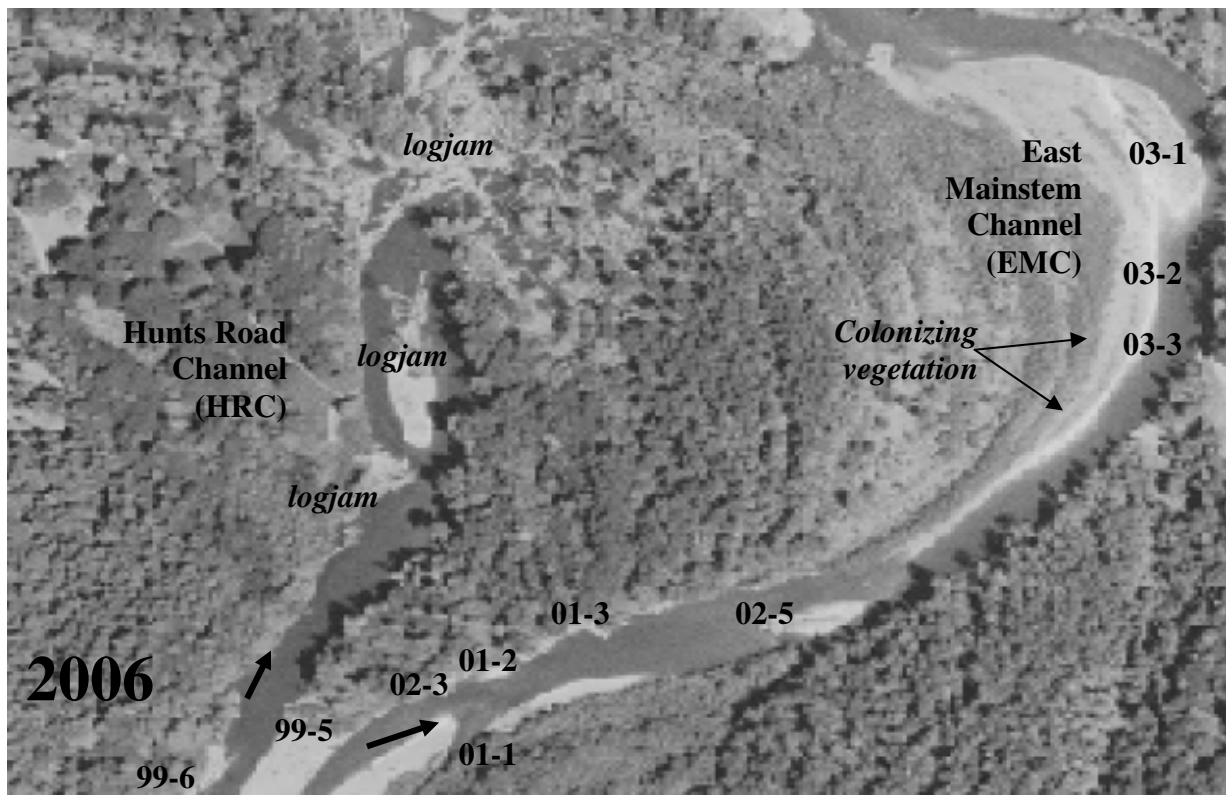 logjam
East
Mainstem
Channel
(EMC)
03-1
03-2
03-3
Hunts Road
Channel
(HRC)
logjam
Colonizing
vegetation
logjam
01-3
02-5
2006
01-2
02-3
99-5
01-1
99-6